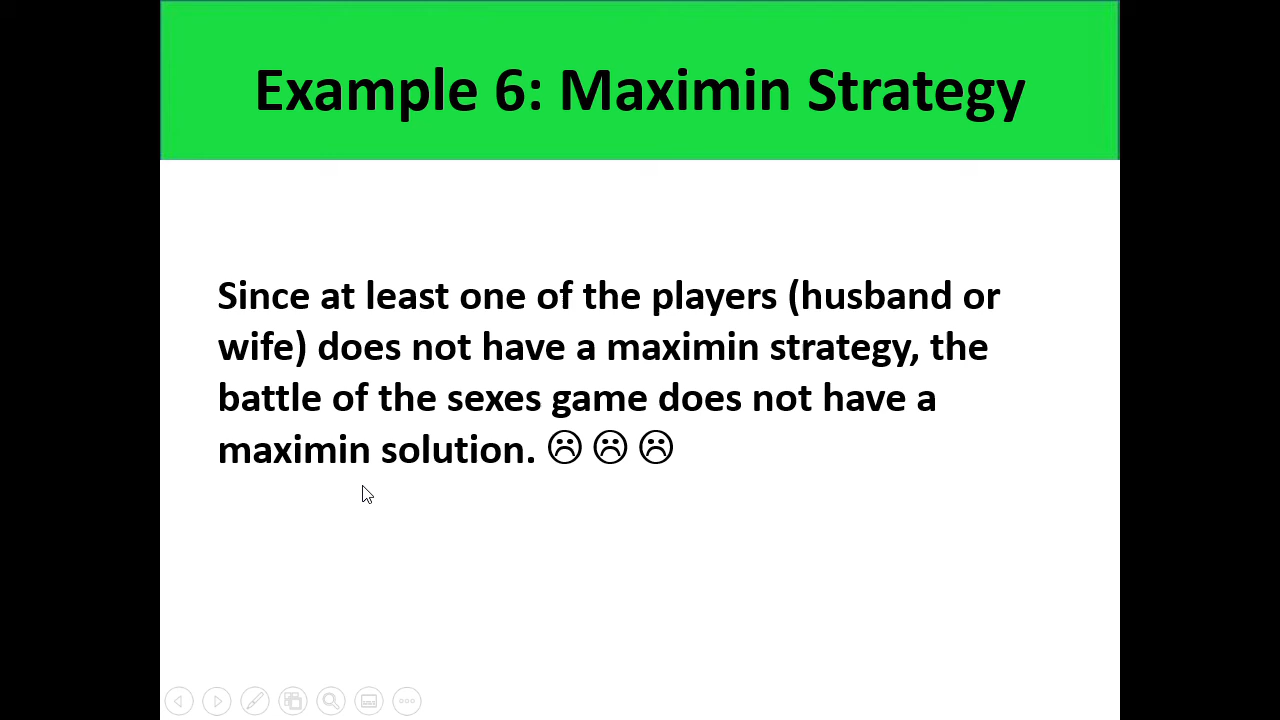 Example 6: Maximin Strategy
Since at least one of the players (husband or
wife) does not have a maximin strategy, the
battle of the sexes game does not have a
maximin solution. ☹ ☹ ☹